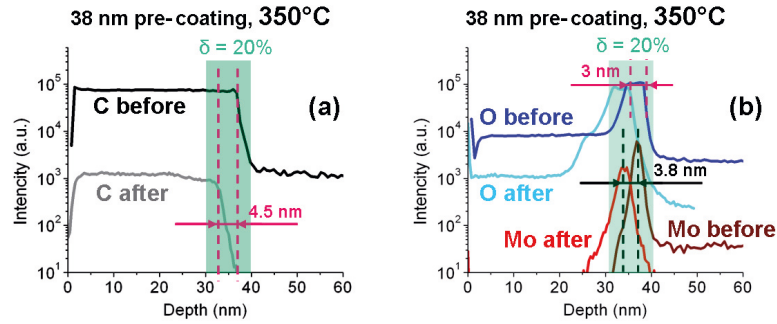 38 nm pre-coating, 350°C
δ = 20%
10⁵
10⁴
10³
10²
10¹
Intencity (a.u.)
C before
(a)
C after
4.5 nm
0 10 20 30 40 50 60
Depth (nm)
38 nm pre-coating, 350°C
δ = 20%
10⁵
10⁴
10³
10²
10¹
Intencity (a.u.)
3 nm
(b)
O before
3.8 nm
O after
Mo after
Mo before
0 10 20 30 40 50 60
Depth (nm)